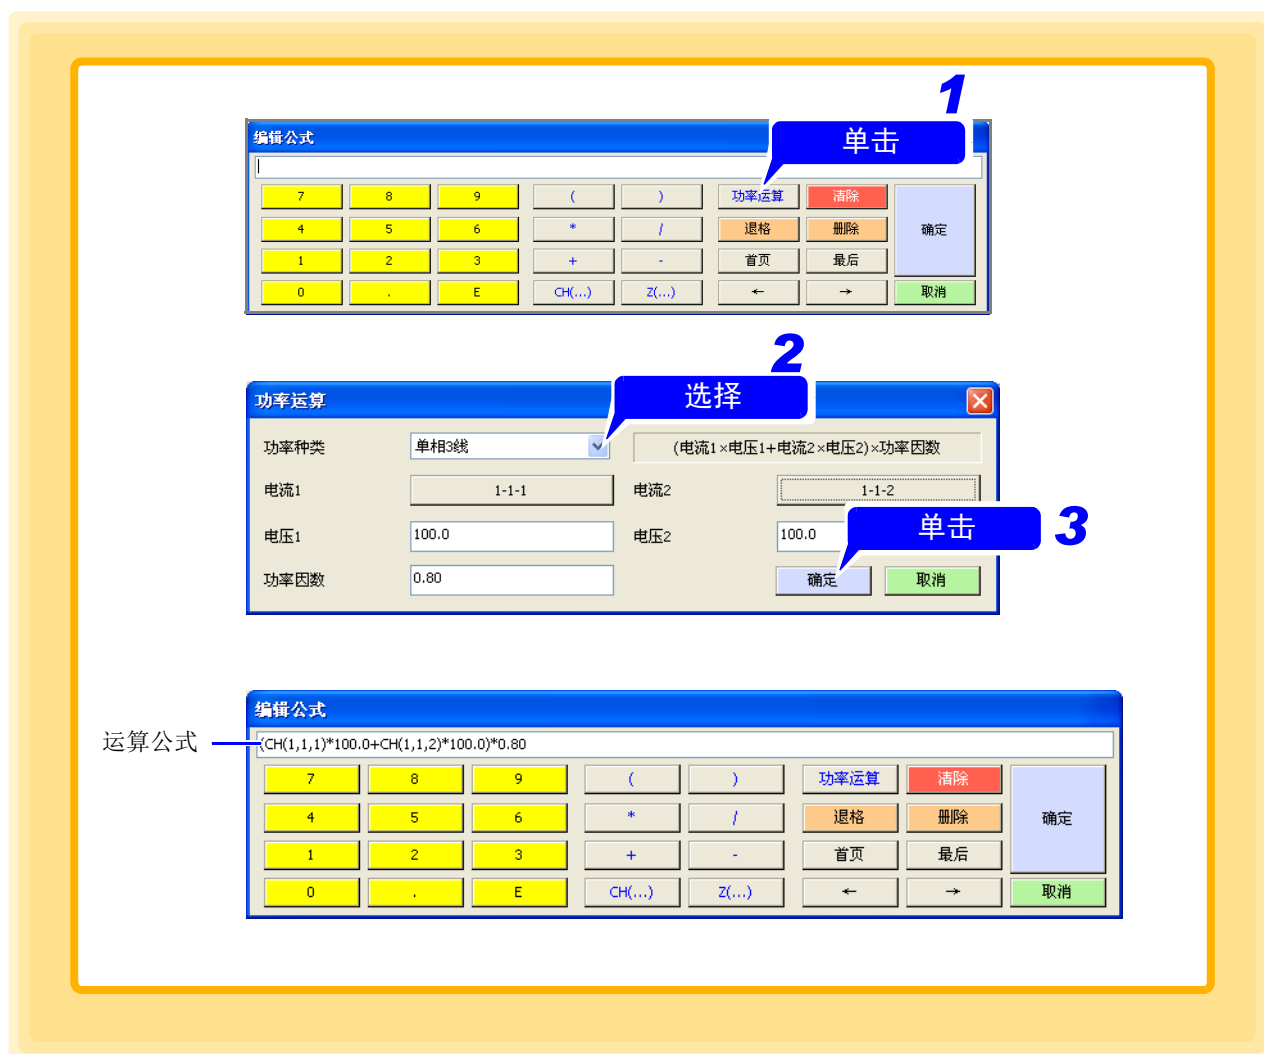 1
编辑公式
单击
7 8 9 ( ) 功率运算 清除
4 5 6 * / 退格 删除 确定
1 2 3 + - 首页 最后
0 . E CH(...) Z(...) ← → 取消
2
功率运算
选择
功率种类 单相3线 (电流1×电压1+电流2×电压2)×功率因数
电流1 1-1-1 电流2 1-1-2
单击 3
电压1 100.0 电压2 100.0
功率因数 0.80 确定 取消
编辑公式
运算公式 (CH(1,1,1)*100.0+CH(1,1,2)*100.0)*0.80
7 8 9 ( ) 功率运算 清除
4 5 6 * / 退格 删除 确定
1 2 3 + - 首页 最后
0 . E CH(...) Z(...) ← → 取消